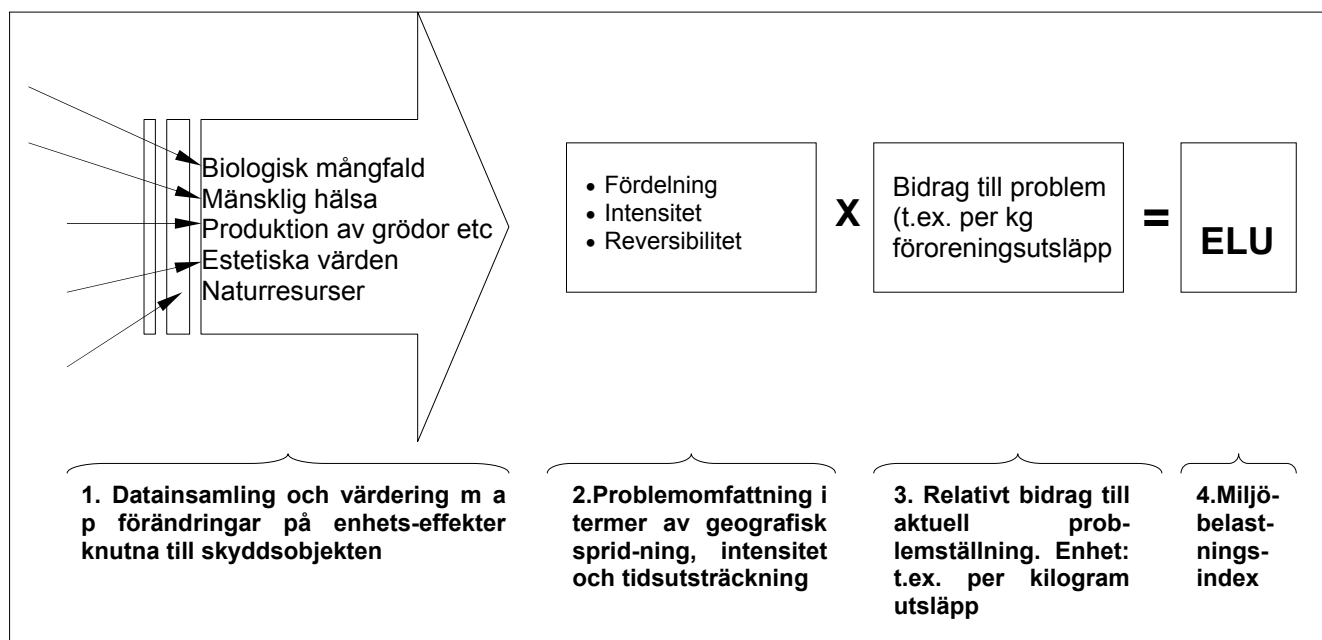 Biologisk mångfald
Mänsklig hälsa
Produktion av grödor etc
Estetiska värden
Naturresurser
• Fördelning
• Intensitet
• Reversibilitet
X
Bidrag till problem
(t.ex. per kg
föroreningsutsläpp
=
ELU
1. Datainsamling och värdering m a
p förändringar på enhets-effekter
knutna till skyddsobjekten
2.Problemomfattning i
termer av geografisk
sprid-ning, intensitet
och tidsutsträckning
3. Relativt bidrag till
aktuell prob-
lemställning. Enhet:
t.ex. per kilogram
utsläpp
4.Miljö-
belast-
nings-
index